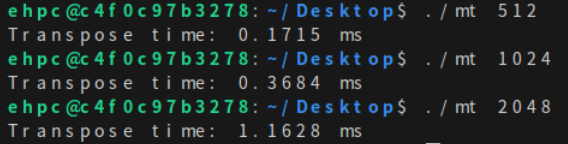 ehpc@c4f0c97b3278:~/Desktop$ ./mt 512
Transpose time: 0.1715 ms
ehpc@c4f0c97b3278:~/Desktop$ ./mt 1024
Transpose time: 0.3684 ms
ehpc@c4f0c97b3278:~/Desktop$ ./mt 2048
Transpose time: 1.1628 ms